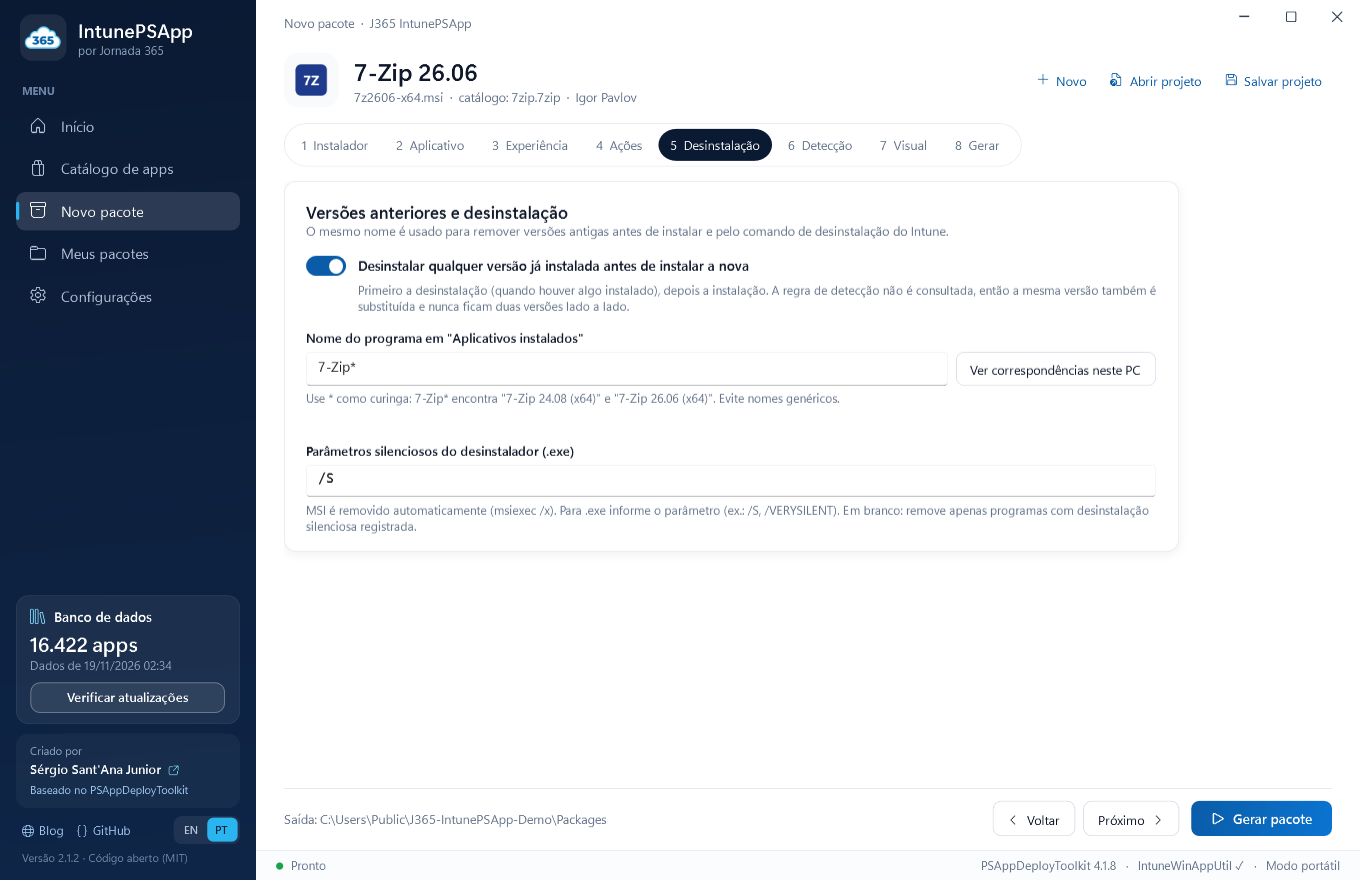 365
IntunePSApp
por Jornada 365
MENU
Início
Catálogo de apps
Novo pacote
Meus pacotes
Configurações
Banco de dados
16.422 apps
Dados de 19/11/2026 02:34
Verificar atualizações
Criado por
Sérgio Sant'Ana Junior
Baseado no PSAppDeployToolkit
Blog {} GitHub EN PT
Versão 2.1.2 · Código aberto (MIT)
Novo pacote · J365 IntunePSApp
7Z
7-Zip 26.06
7z2606-x64.msi · catálogo: 7zip.7zip · Igor Pavlov
Novo Abrir projeto Salvar projeto
1 Instalador 2 Aplicativo 3 Experiência 4 Ações 5 Desinstalação 6 Detecção 7 Visual 8 Gerar
Versões anteriores e desinstalação
O mesmo nome é usado para remover versões antigas antes de instalar e pelo comando de desinstalação do Intune.
Desinstalar qualquer versão já instalada antes de instalar a nova
Primeiro a desinstalação (quando houver algo instalado), depois a instalação. A regra de detecção não é consultada, então a mesma versão também é
substituída e nunca ficam duas versões lado a lado.
Nome do programa em "Aplicativos instalados"
7-Zip*
Ver correspondências neste PC
Use * como curinga: 7-Zip* encontra "7-Zip 24.08 (x64)" e "7-Zip 26.06 (x64)". Evite nomes genéricos.
Parâmetros silenciosos do desinstalador (.exe)
/S
MSI é removido automaticamente (msiexec /x). Para .exe informe o parâmetro (ex.: /S, /VERYSILENT). Em branco: remove apenas programas com desinstalação
silenciosa registrada.
Saída: C:\Users\Public\J365-IntunePSApp-Demo\Packages
Voltar
Próximo
Gerar pacote
Pronto
PSAppDeployToolkit 4.1.8 · IntuneWinAppUtil ✓ · Modo portátil